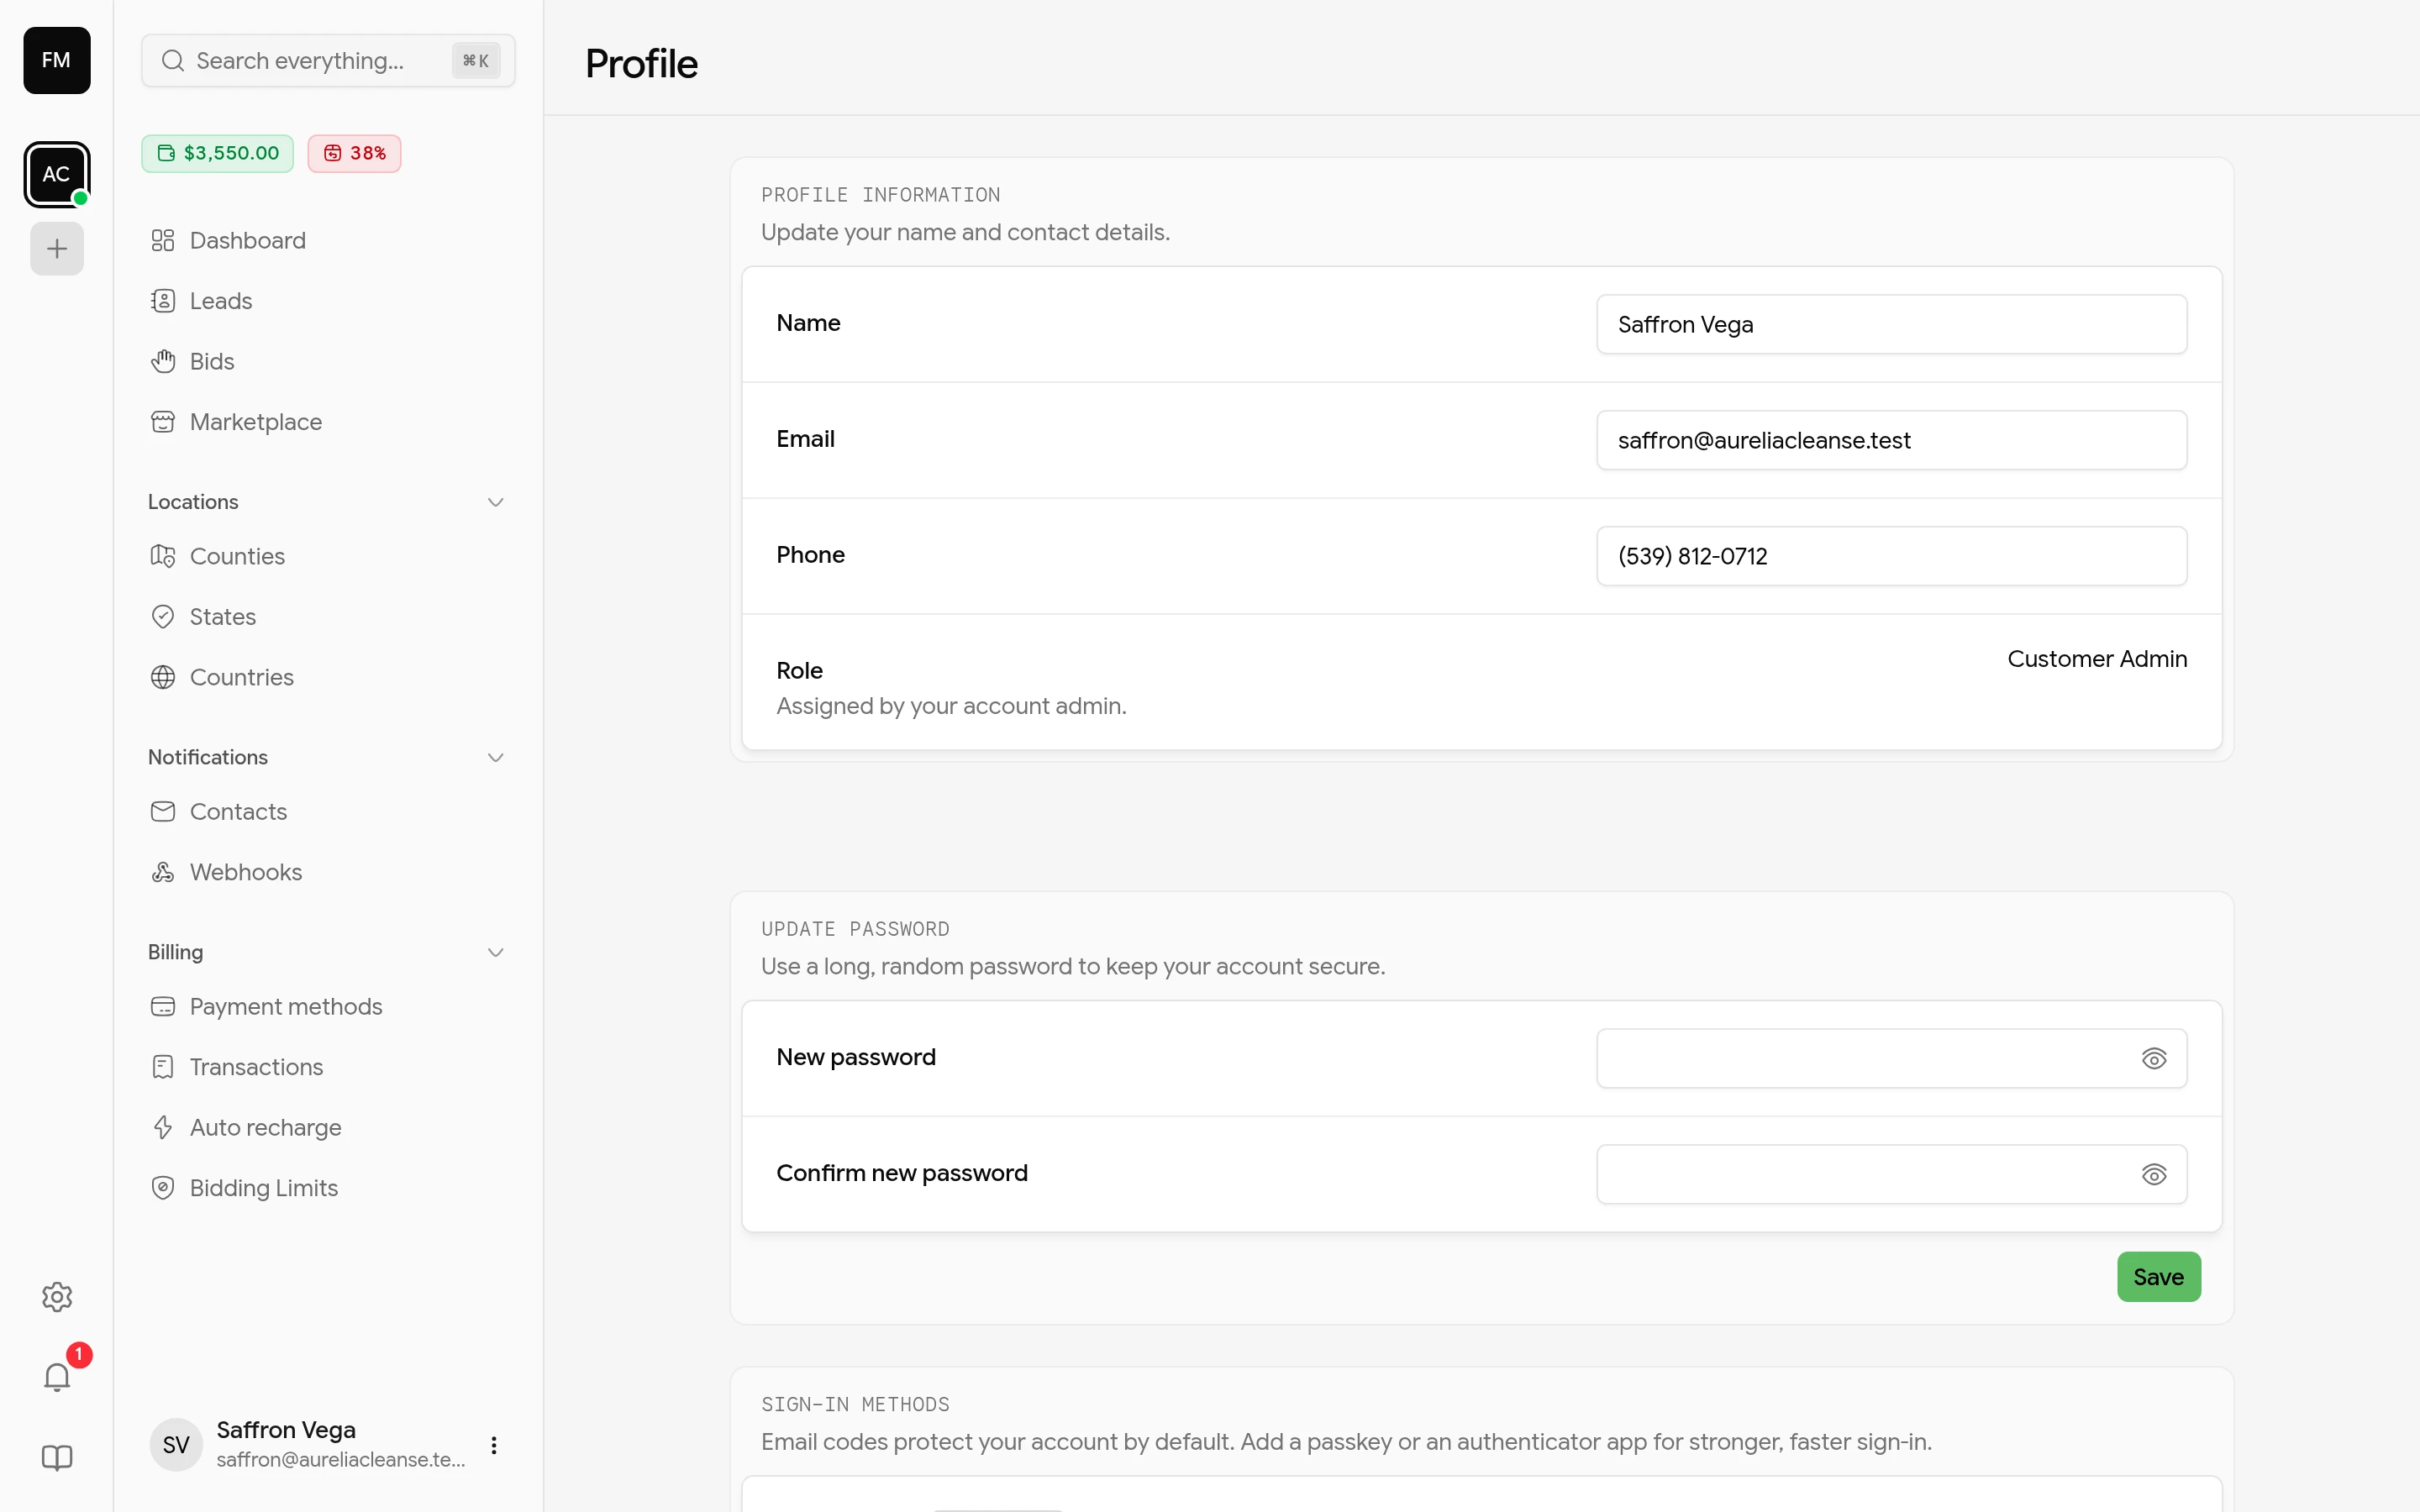 FM
AC
Search everything...
⌘K
$3,550.00
38%
Dashboard
Leads
Bids
Marketplace
Locations
Counties
States
Countries
Notifications
Contacts
Webhooks
Billing
Payment methods
Transactions
Auto recharge
Bidding Limits
1
SV
Saffron Vega
saffron@aureliacleanse.te...
Profile
PROFILE INFORMATION
Update your name and contact details.
Name
Saffron Vega
Email
saffron@aureliacleanse.test
Phone
(539) 812-0712
Role
Customer Admin
Assigned by your account admin.
UPDATE PASSWORD
Use a long, random password to keep your account secure.
New password
Confirm new password
Save
SIGN-IN METHODS
Email codes protect your account by default. Add a passkey or an authenticator app for stronger, faster sign-in.